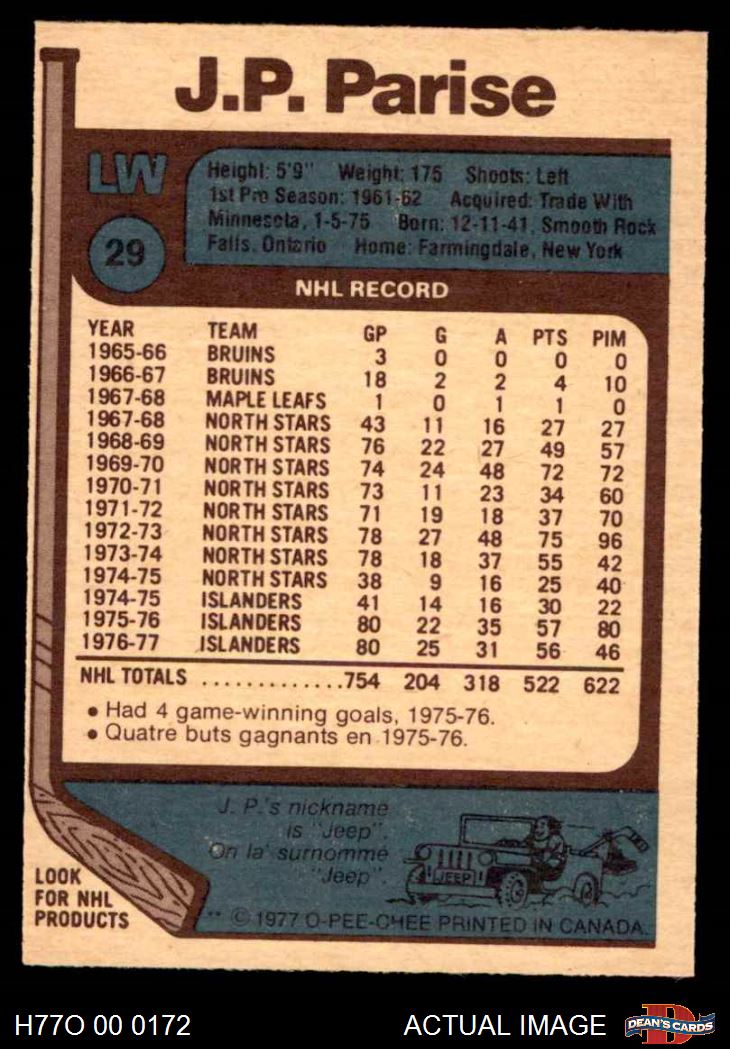 J.P. Parise
LW
29
Height: 5'9" Weight: 175 Shoots: Left
1st Pro Season: 1961-62 Acquired: Trade With
Minnesota, 1-5-75 Born: 12-11-41, Smooth Rock
Falls, Ontario Home: Farmingdale, New York
NHL RECORD
YEAR TEAM GP G A PTS PIM
1965-66 BRUINS 3 0 0 0 0
1966-67 BRUINS 18 2 2 4 10
1967-68 MAPLE LEAFS 1 0 1 1 0
1967-68 NORTH STARS 43 11 16 27 27
1968-69 NORTH STARS 76 22 27 49 57
1969-70 NORTH STARS 74 24 48 72 72
1970-71 NORTH STARS 73 11 23 34 60
1971-72 NORTH STARS 71 19 18 37 70
1972-73 NORTH STARS 78 27 48 75 96
1973-74 NORTH STARS 78 18 37 55 42
1974-75 NORTH STARS 38 9 16 25 40
1974-75 ISLANDERS 41 14 16 30 22
1975-76 ISLANDERS 80 22 35 57 80
1976-77 ISLANDERS 80 25 31 56 46
NHL TOTALS .............754 204 318 522 622
• Had 4 game-winning goals, 1975-76.
• Quatre buts gagnants en 1975-76.
J. P.'s nickname
is "Jeep".
On la' surnommé
"Jeep".
JEEP
LOOK
FOR NHL
PRODUCTS
** © 1977 O-PEE-CHEE PRINTED IN CANADA.
H77O 00 0172
ACTUAL IMAGE
D
DEAN'S CARDS